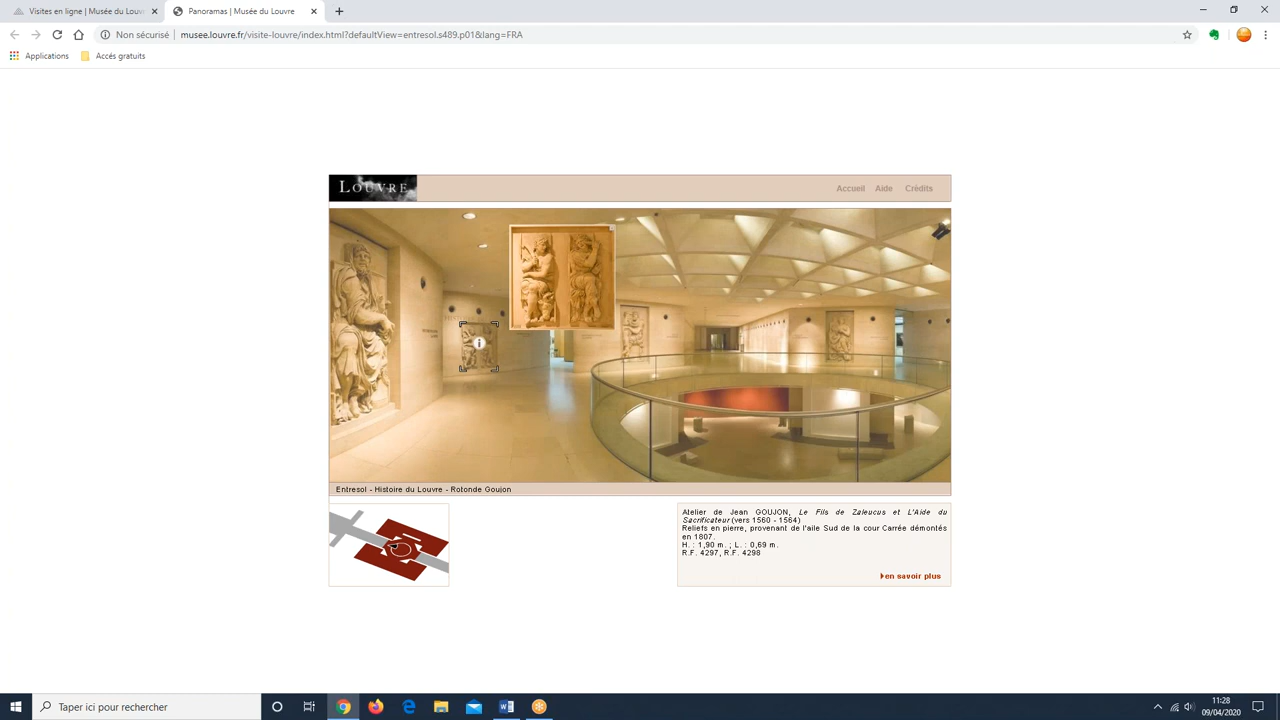 Visites en ligne | Musée du Louv
Panoramas | Musée du Louvre
Non sécurisé
musee.louvre.fr/visite-louvre/index.html?defaultView=entresol.s489.p01&lang=FRA
Applications
Accés gratuits
LOUVRE
Accueil Aide Crédits
Entresol - Histoire du Louvre - Rotonde Goujon
Atelier de Jean GOUJON, Le Fils de Zaleucus et L'Aide du
Sacrificateur (vers 1560 - 1564)
Reliefs en pierre, provenant de l'aile Sud de la cour Carrée démontés
en 1807.
H. : 1,90 m. ; L. : 0,69 m.
R.F. 4297, R.F. 4298
en savoir plus
Taper ici pour rechercher
11:28
09/04/2020